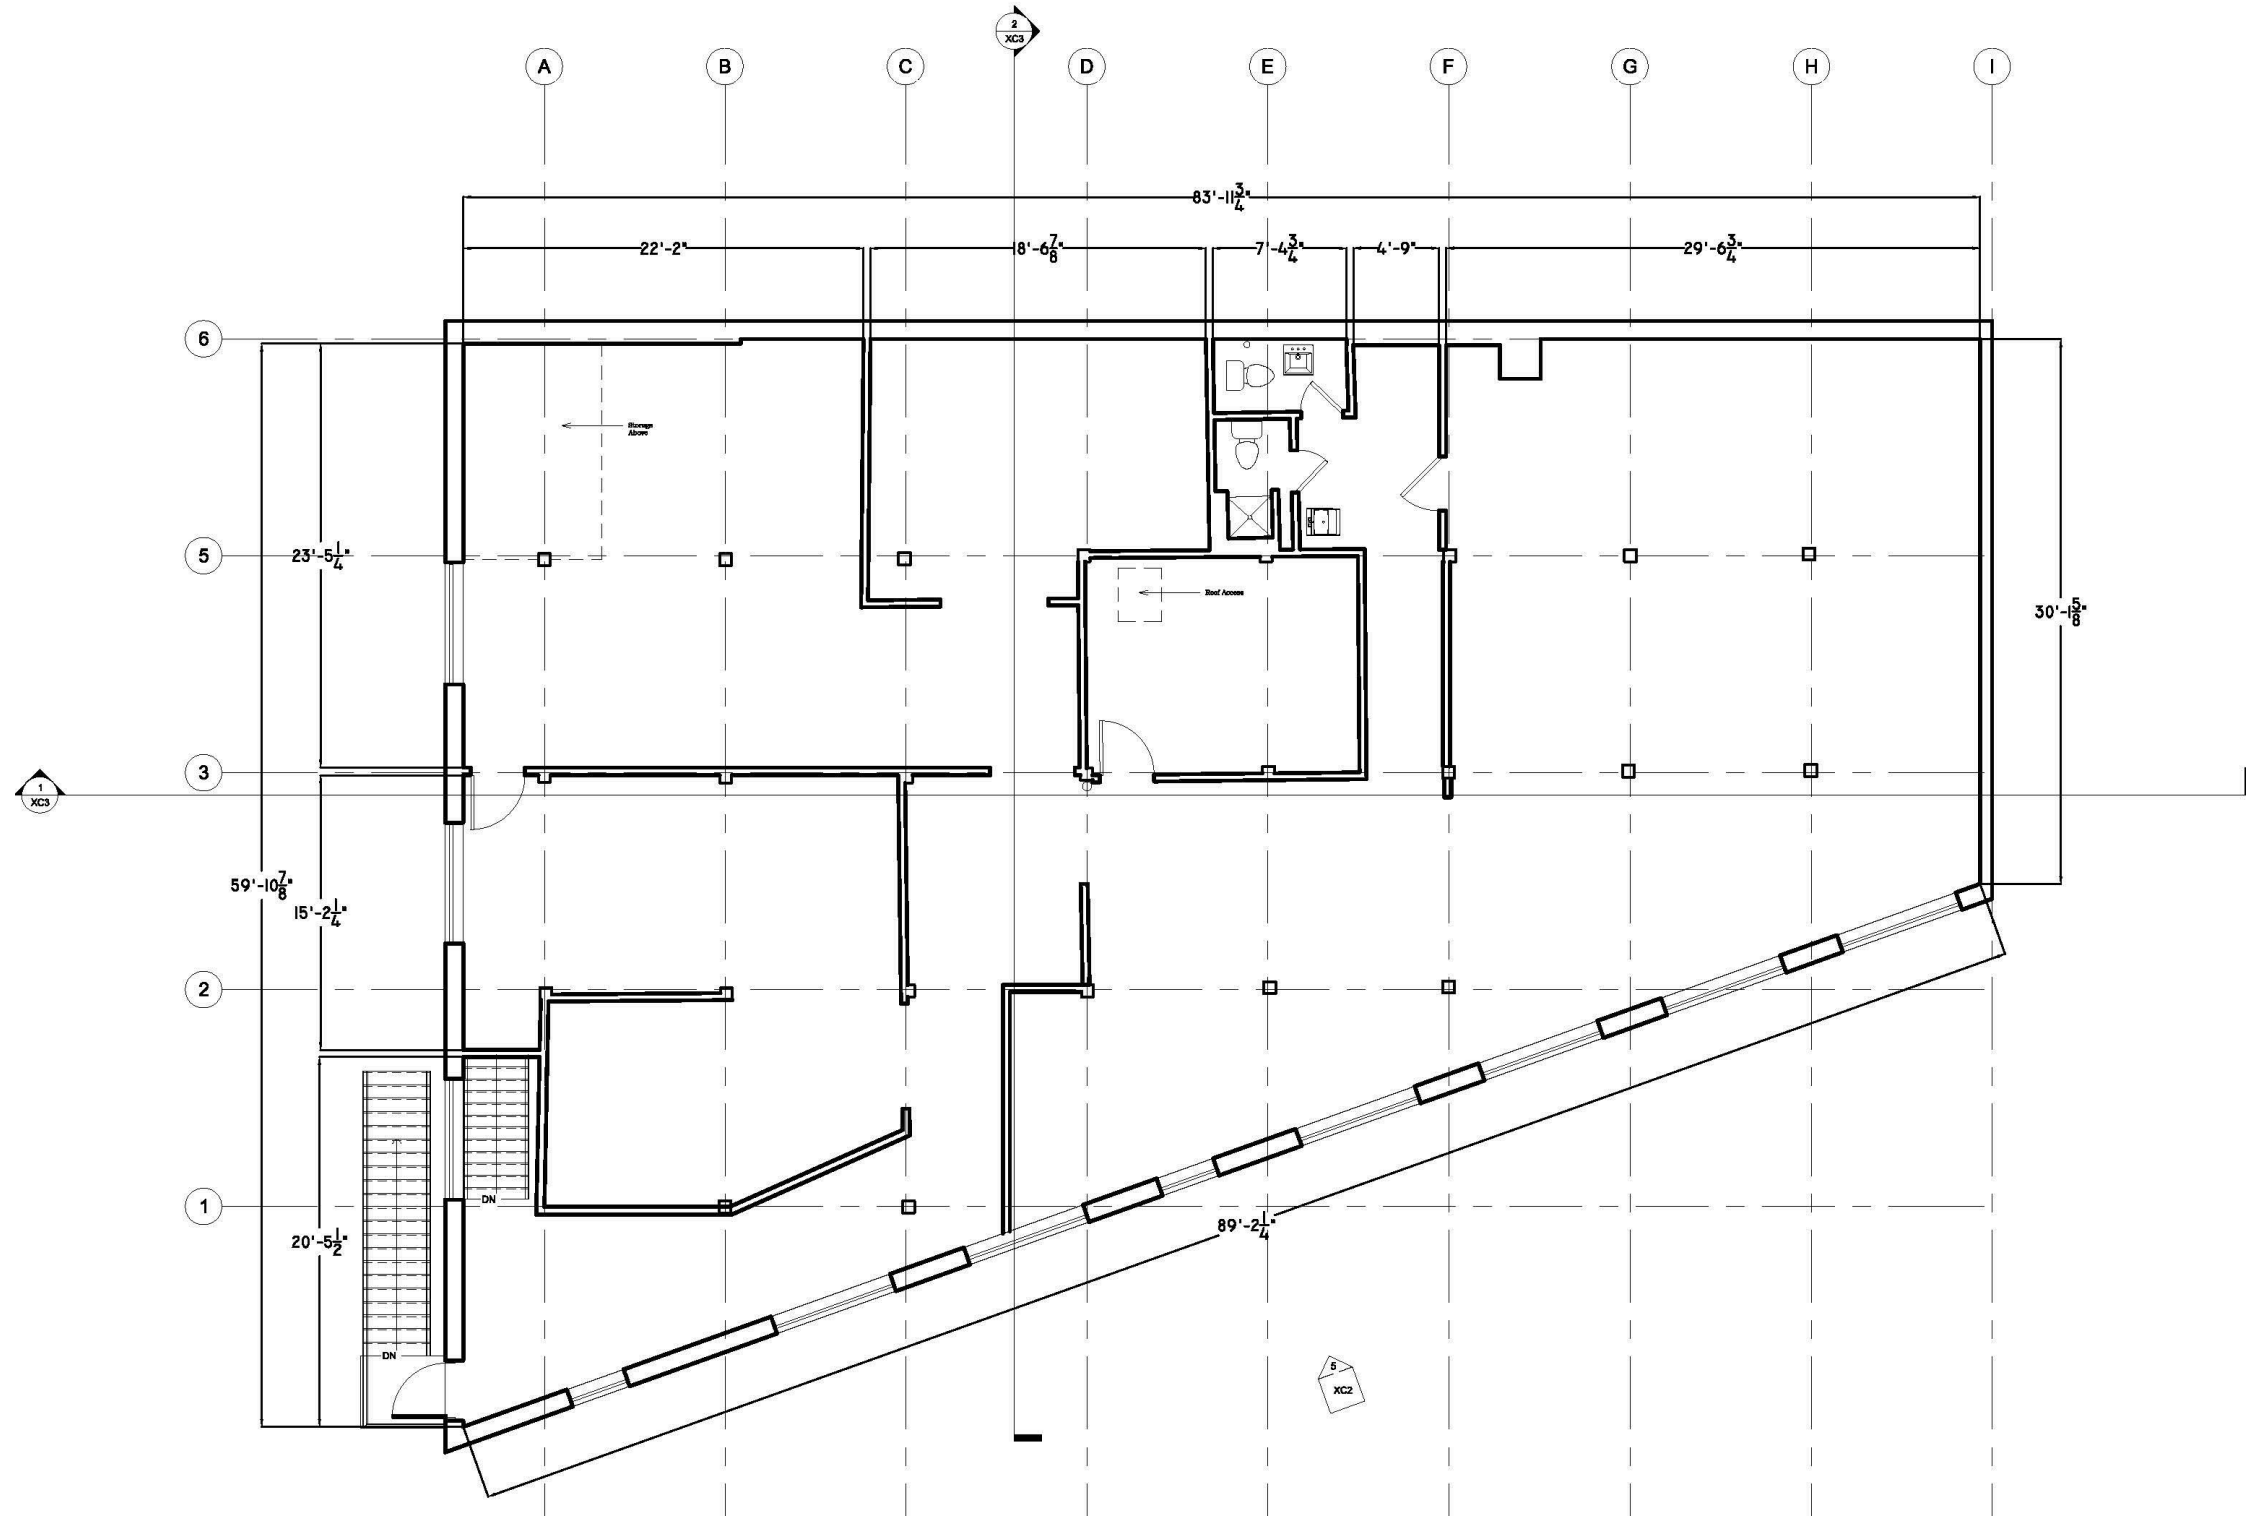 2
XC3
A B C D E F G H I
83'-11 3/4"
22'-2" 18'-6 7/8" 7'-4 3/4" 4'-9" 29'-6 3/4"
6
Storage
Above
5
23'-5 1/4"
Roof Access
30'-1 5/8"
3
1
XC3
59'-10 7/8"
15'-2 1/4"
2
DN
1
89'-2 1/4"
20'-5 1/2"
DN
5
XC2